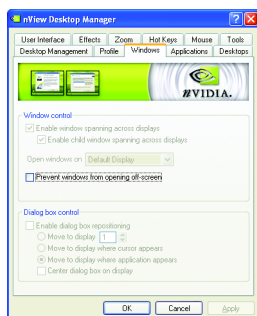 nView Desktop Manager
User Interface Effects Zoom Hot Keys Mouse Tools
Desktop Management Profile Windows Applications Desktops
nVIDIA.
Window control
Enable window spanning across displays
Enable child window spanning across displays
Open windows on Default Display
Prevent windows from opening off-screen
Dialog box control
Enable dialog box repositioning
Move to display 1
Move to display where cursor appears
Move to display where application appears
Center dialog box on display
OK Cancel Apply